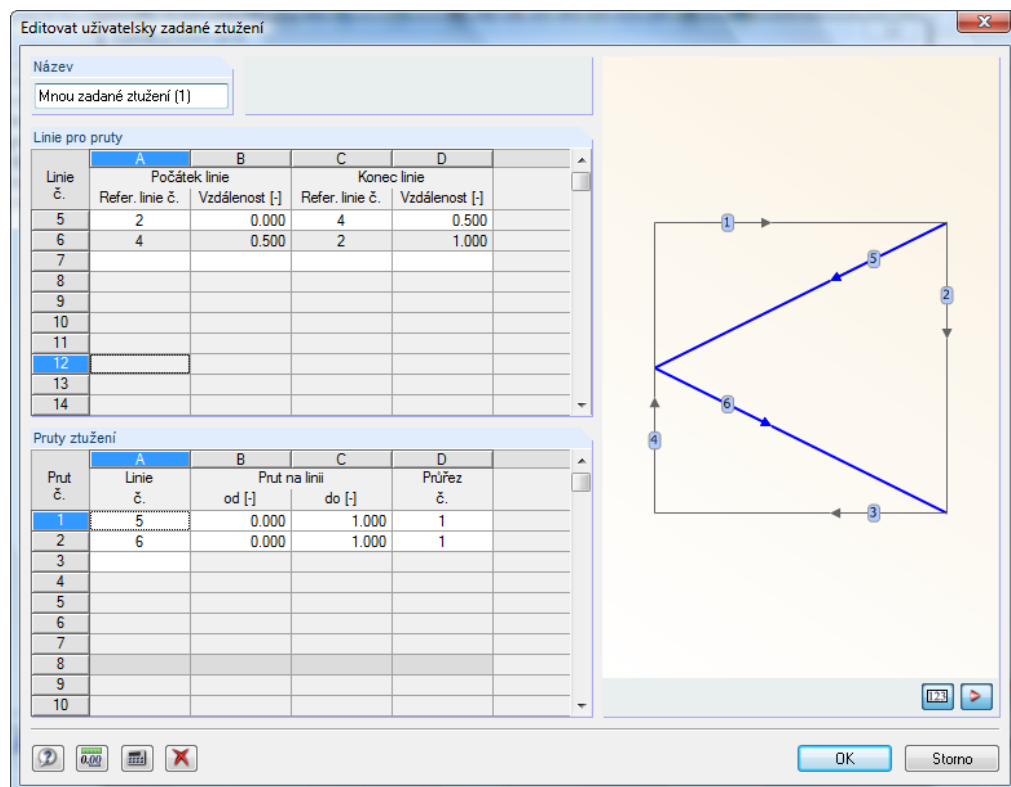 Editovat uživatelsky zadané ztužení
Název
Mnou zadané ztužení (1)
Linie pro pruty
A B C D
Linie č. Počátek linie Konec linie
Refer. linie č. Vzdálenost [-] Refer. linie č. Vzdálenost [-]
5 2 0.000 4 0.500
6 4 0.500 2 1.000
7
8
9
10
11
12
13
14
Pruty ztužení
A B C D
Prut č. Linie č. Prut na linii Průřez č.
od [-] do [-]
1 5 0.000 1.000 1
2 6 0.000 1.000 1
3
4
5
6
7
8
9
10
1
5
2
6
4
3
123
0.00
OK
Storno